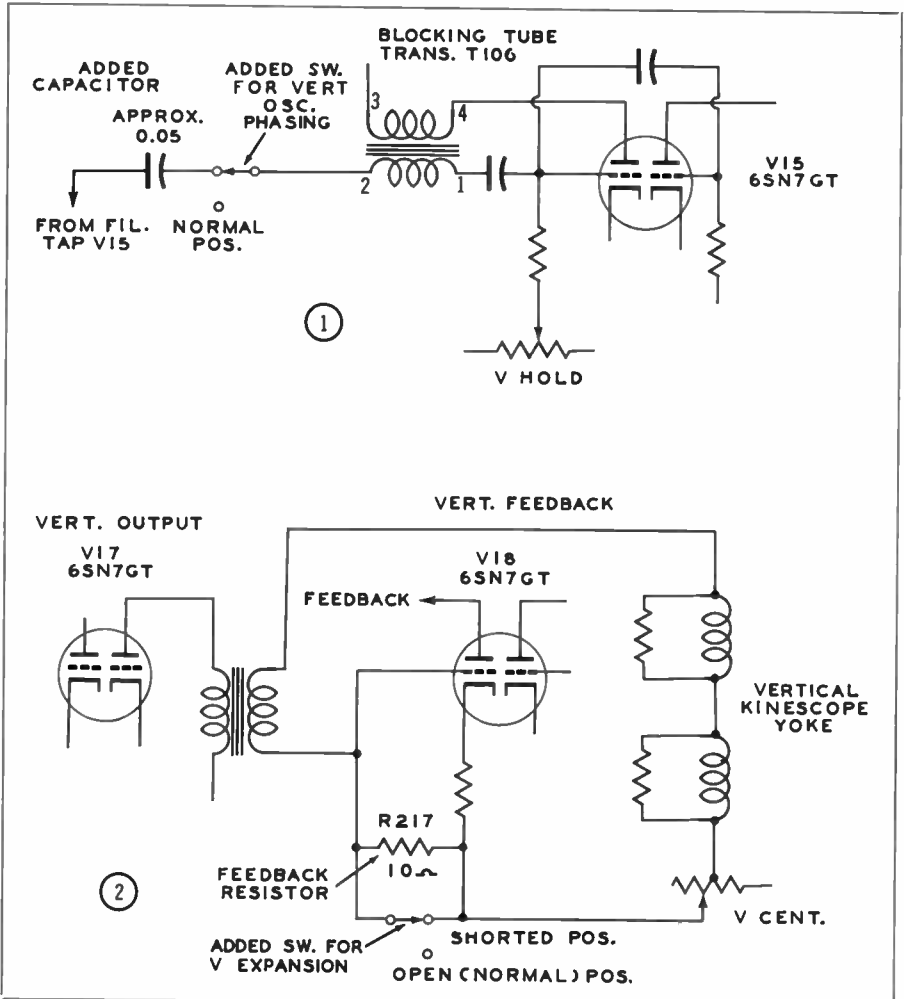 BLOCKING TUBE
TRANS. T106
ADDED
CAPACITOR
ADDED SW.
FOR VERT
OSC.
PHASING
APPROX.
0.05
3
4
2
1
V15
6SN7GT
FROM FIL.
TAP V15
NORMAL
POS.
1
V HOLD
VERT. FEEDBACK
VERT. OUTPUT
V17
6SN7GT
V18
6SN7GT
FEEDBACK
VERTICAL
KINESCOPE
YOKE
R217
10Ω
FEEDBACK
RESISTOR
2
V CENT.
ADDED SW. FOR
V EXPANSION
SHORTED POS.
OPEN (NORMAL) POS.